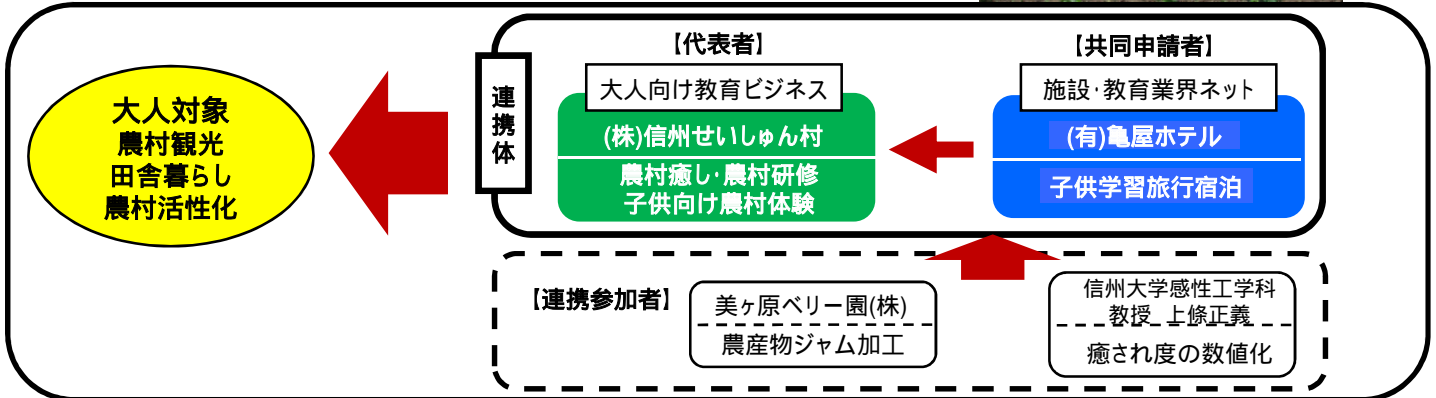 大人対象
農村観光
田舎暮らし
農村活性化
連携体
【代表者】
大人向け教育ビジネス
(株)信州せいしゅん村
農村癒し・農村研修
子供向け農村体験
【共同申請者】
施設・教育業界ネット
(有)亀屋ホテル
子供学習旅行宿泊
【連携参加者】
美ヶ原ベリー園(株)
農産物ジャム加工
信州大学感性工学科
教授 上條正義
癒され度の数値化